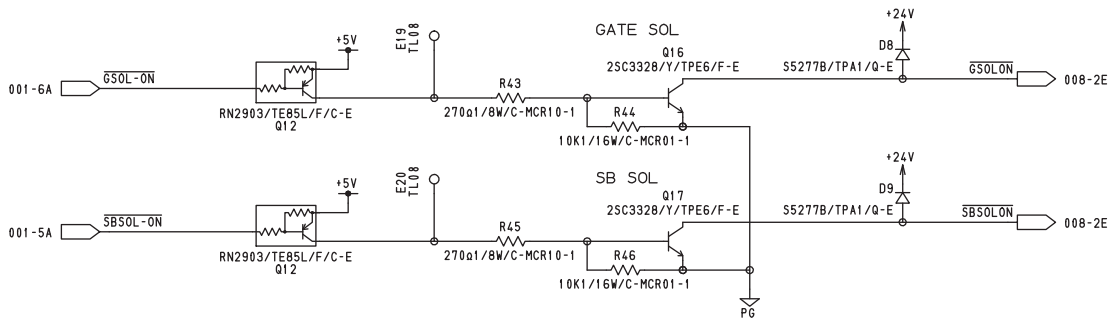 GATE SOL
+24V
+5V
E19
TL08
Q16
2SC3328/Y/TPE6/F-E
D8
S5277B/TPA1/Q-E
GSOLON
008-2E
001-6A
GSOL-ON
R43
270Ω1/8W/C-MCR10-1
RN2903/TE85L/F/C-E
Q12
R44
10K1/16W/C-MCR01-1
SB SOL
+24V
+5V
E20
TL08
Q17
2SC3328/Y/TPE6/F-E
D9
S5277B/TPA1/Q-E
SBSOLON
008-2E
001-5A
SBSOL-ON
R45
270Ω1/8W/C-MCR10-1
RN2903/TE85L/F/C-E
Q12
R46
10K1/16W/C-MCR01-1
PG